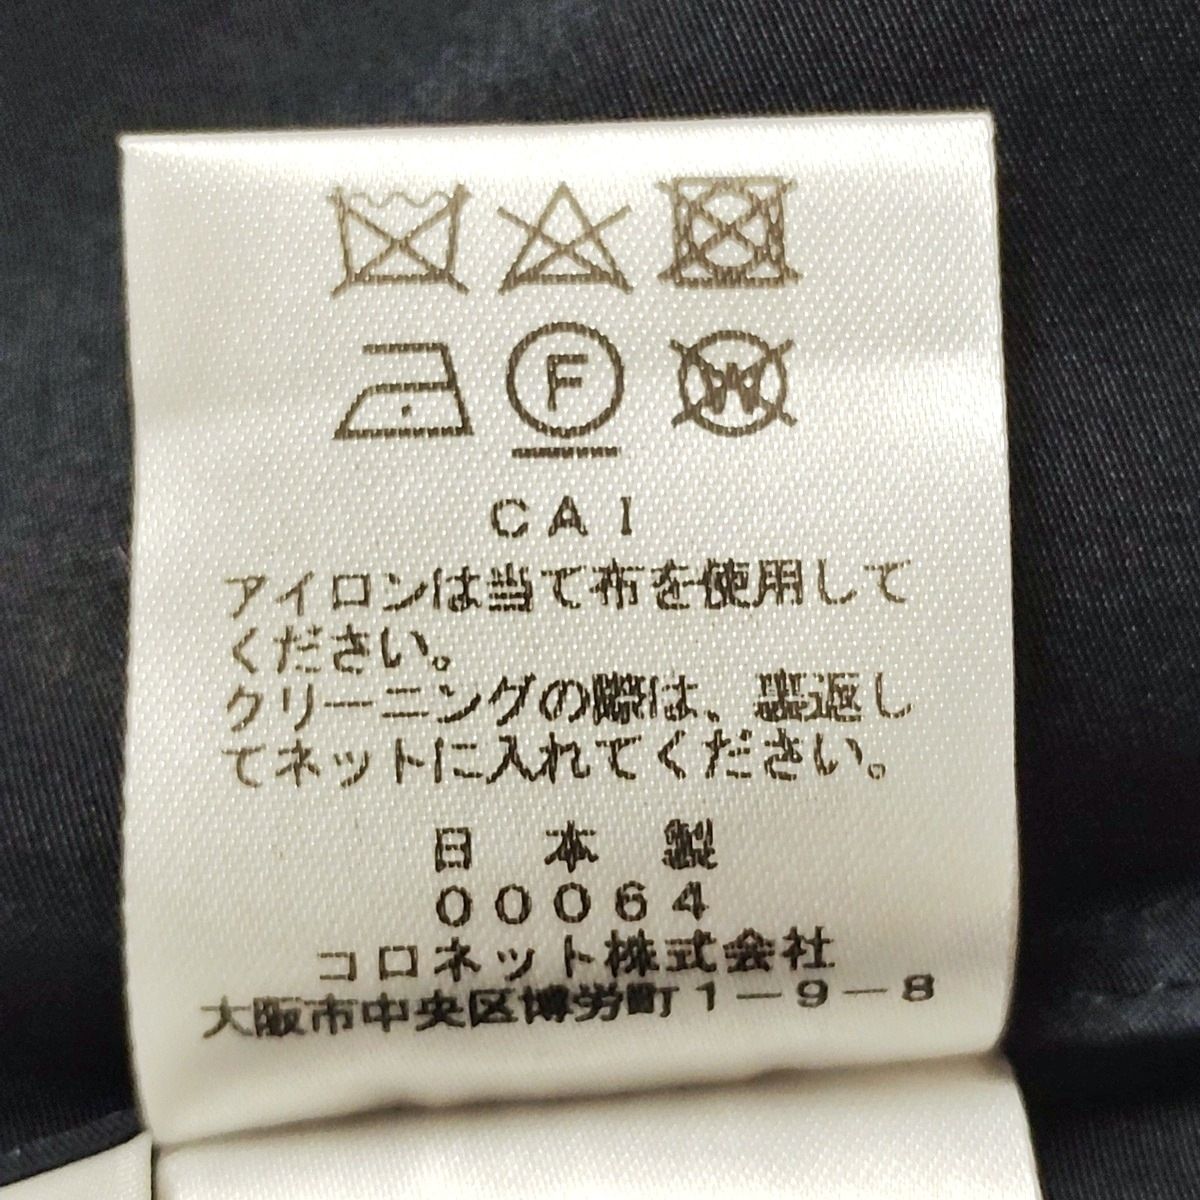 F W
CAI
アイロンは当て布を使用して
ください。
クリーニングの際は、裏返し
てネットに入れてください。
日 本 製
00064
コロネット株式会社
大阪市中央区博労町1-9-8